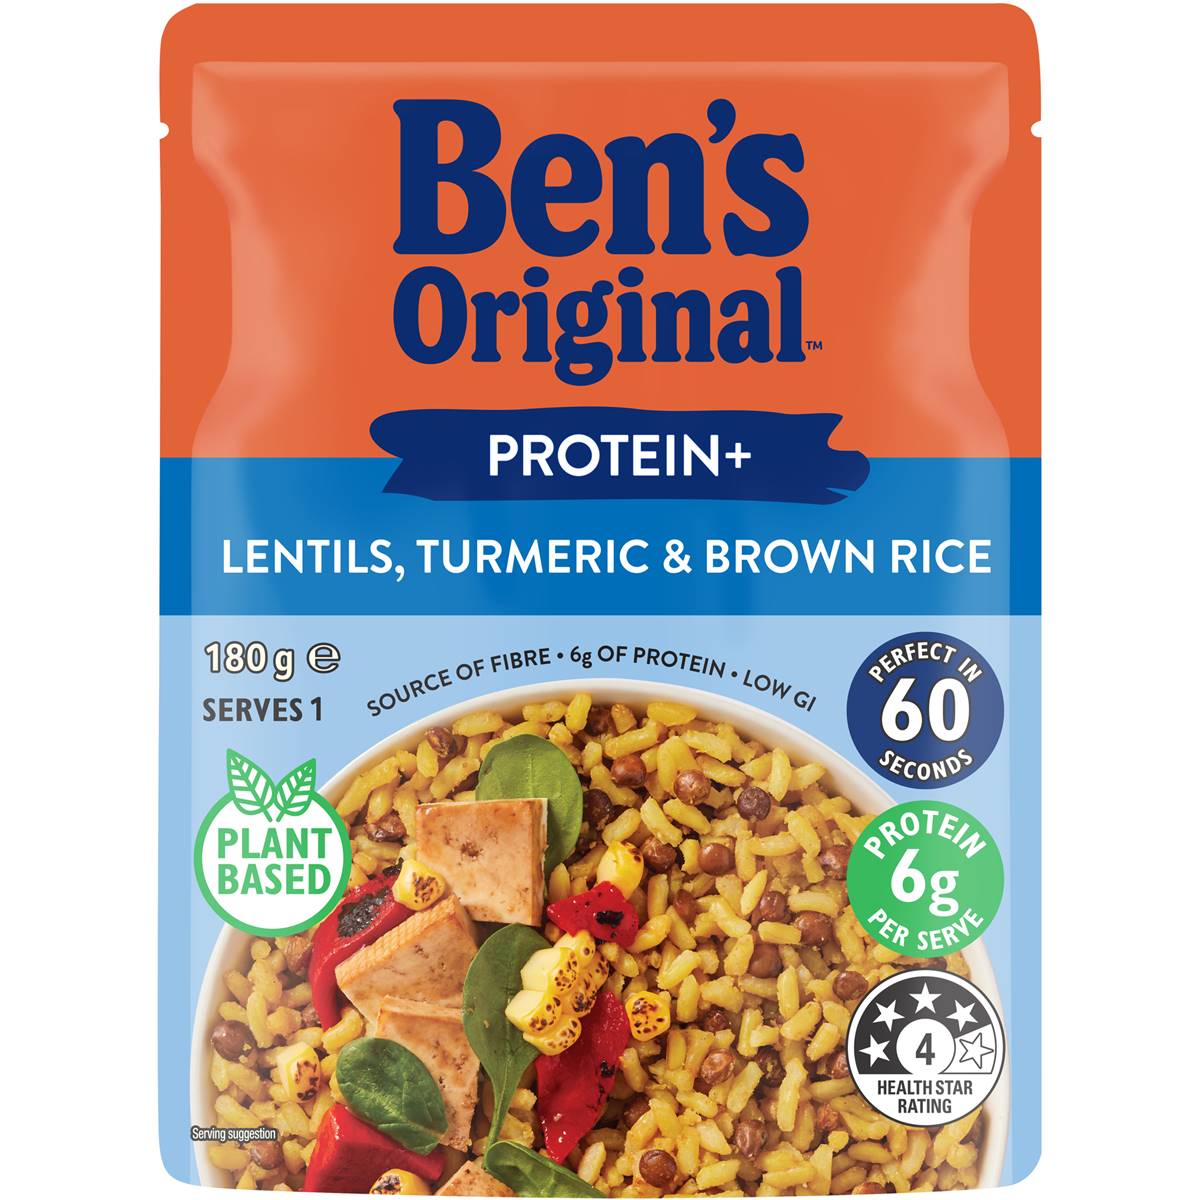 Ben's
Original™
PROTEIN+
LENTILS, TURMERIC & BROWN RICE
180g ℮
SERVES 1
SOURCE OF FIBRE • 6g OF PROTEIN • LOW GI
PERFECT IN
60
SECONDS
PLANT
BASED
PROTEIN
6g
PER SERVE
4
HEALTH STAR
RATING
Serving suggestion